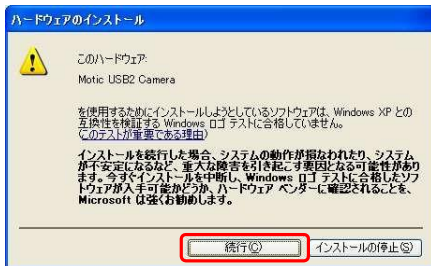 ハードウェアのインストール
このハードウェア:
Motic USB2 Camera
を使用するためにインストールしようとしているソフトウェアは、Windows XP との
互換性を検証する Windows ロゴ テストに合格していません。
(このテストが重要である理由)
インストールを続行した場合、システムの動作が損なわれたり、システム
が不安定になるなど、重大な障害を引き起こす要因となる可能性があり
ます。今すぐインストールを中断し、Windows ロゴ テストに合格したソフ
トウェアが入手可能かどうか、ハードウェア ベンダーに確認されることを、
Microsoft は強くお勧めします。
続行(C)
インストールの停止(S)